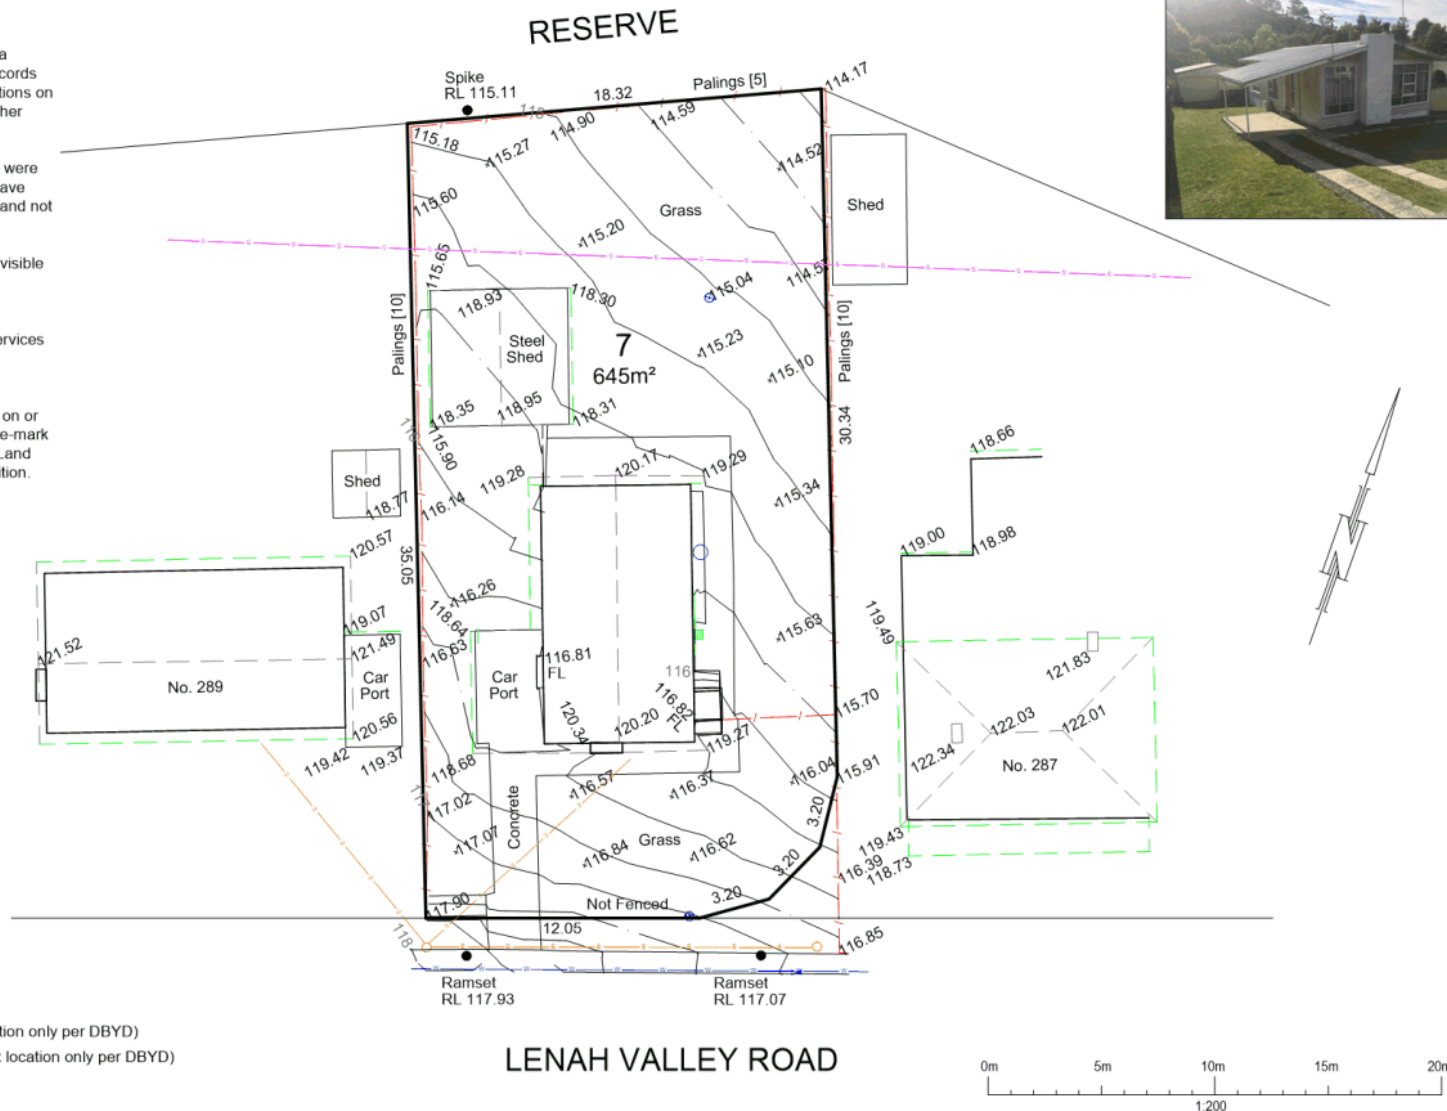 RESERVE
a
cords
tions on
her
were
ave
and not
visible
ervices
on or
e-mark
Land
ition.
Spike
RL 115.11
18.32
Palings [5]
114.17
115.18
115.27
114.90
114.59
114.52
115.60
115.20
Grass
Shed
115.65
115.04
114.5
118.93
118.30
Palings [10]
Steel
Shed
7
645m²
115.23
115.10
Palings [10]
30.34
118.35
118.95
118.31
115.90
118.66
Shed
118.77
116.14
119.28
120.17
119.29
115.34
119.00
118.98
120.57
35.05
116.26
118.64
116.63
119.07
121.49
121.52
No. 289
Car
Port
120.56
119.42
119.37
Car
Port
116.81
FL
116
116.82
FL
120.34
120.20
119.27
115.63
115.70
119.49
121.83
122.03
122.01
122.34
No. 287
118.68
117.02
117.07
Concrete
116.57
116.37
116.04
115.91
3.20
116.84
Grass
116.62
3.20
119.43
116.39
118.73
117.90
Not Fenced
3.20
12.05
118
116.85
Ramset
RL 117.93
Ramset
RL 117.07
tion only per DBYD)
location only per DBYD)
LENAH VALLEY ROAD
0m 5m 10m 15m 20m
1:200